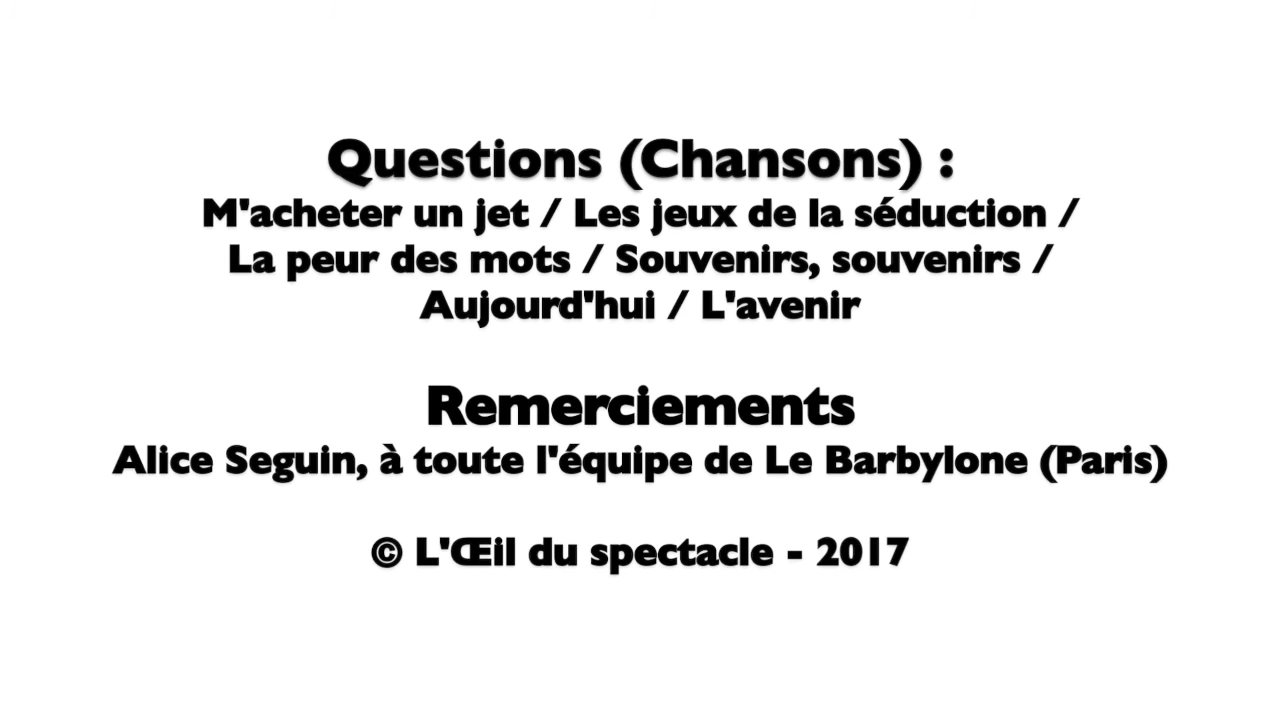 Questions (Chansons) :
M'acheter un jet / Les jeux de la séduction /
La peur des mots / Souvenirs, souvenirs /
Aujourd'hui / L'avenir
Remerciements
Alice Seguin, à toute l'équipe de Le Barbylone (Paris)
© L'Œil du spectacle - 2017